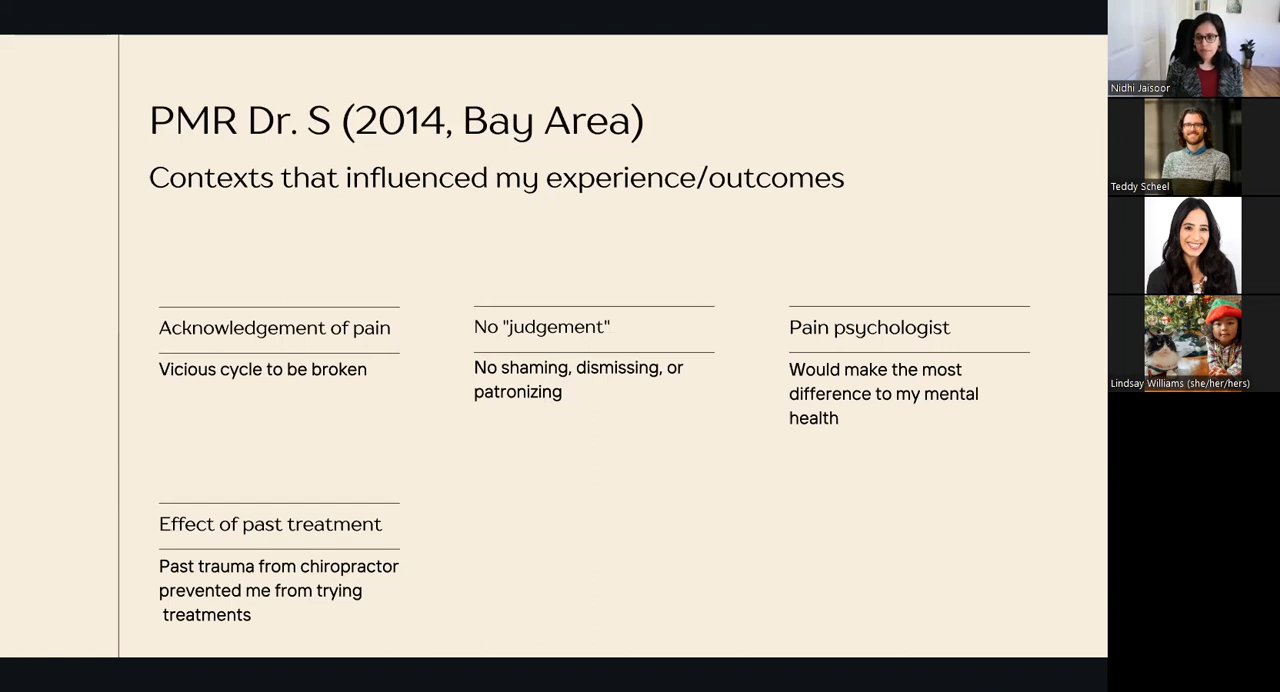 PMR Dr. S (2014, Bay Area)
Contexts that influenced my experience/outcomes
Acknowledgement of pain
Vicious cycle to be broken
No "judgement"
No shaming, dismissing, or
patronizing
Pain psychologist
Would make the most
difference to my mental
health
Effect of past treatment
Past trauma from chiropractor
prevented me from trying
treatments
Nidhi Jaisoor
Teddy Scheel
Lindsay Williams (she/her/hers)